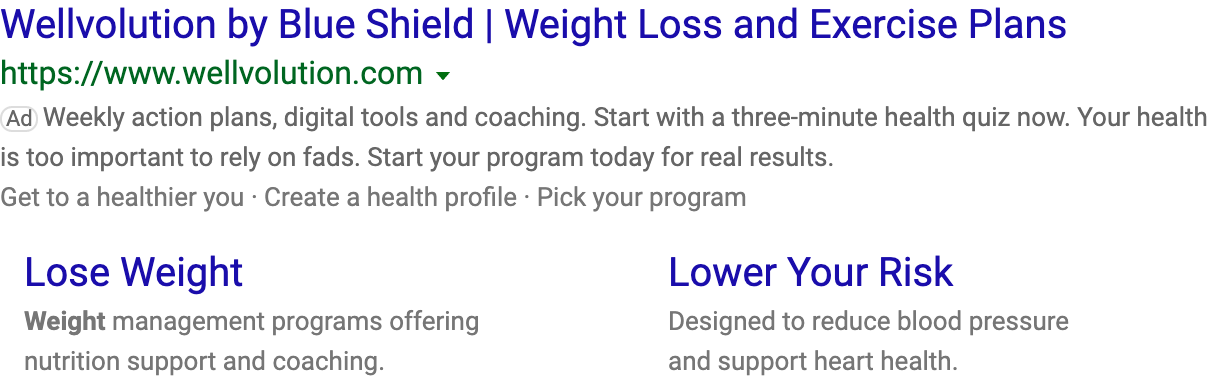 Wellvolution by Blue Shield | Weight Loss and Exercise Plans
https://www.wellvolution.com
Ad Weekly action plans, digital tools and coaching. Start with a three-minute health quiz now. Your health
is too important to rely on fads. Start your program today for real results.
Get to a healthier you · Create a health profile · Pick your program
Lose Weight
Weight management programs offering
nutrition support and coaching.
Lower Your Risk
Designed to reduce blood pressure
and support heart health.